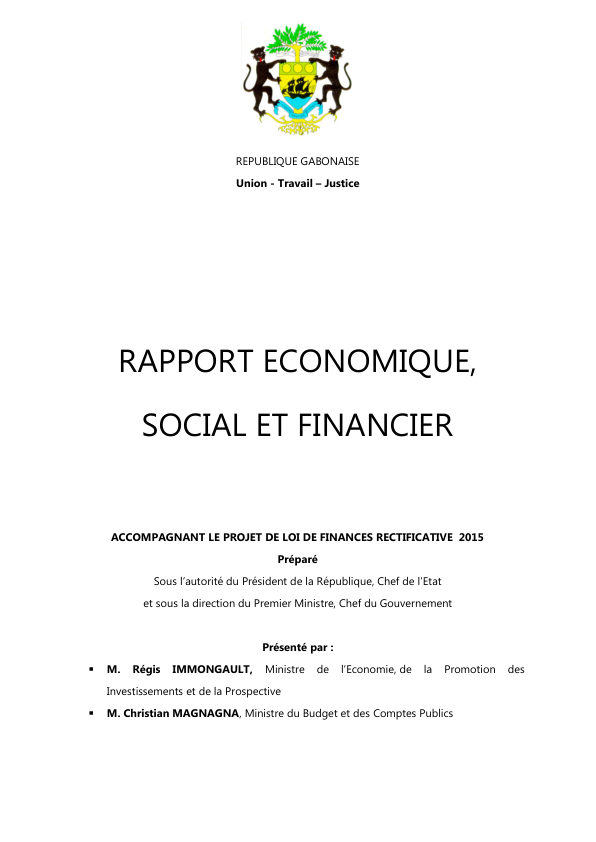 REPUBLIQUE GABONAISE
Union - Travail – Justice
RAPPORT ECONOMIQUE,
SOCIAL ET FINANCIER
ACCOMPAGNANT LE PROJET DE LOI DE FINANCES RECTIFICATIVE 2015
Préparé
Sous l'autorité du Président de la République, Chef de l'Etat
et sous la direction du Premier Ministre, Chef du Gouvernement
Présenté par :
▪ M. Régis IMMONGAULT, Ministre de l'Economie, de la Promotion des
Investissements et de la Prospective
▪ M. Christian MAGNAGNA, Ministre du Budget et des Comptes Publics